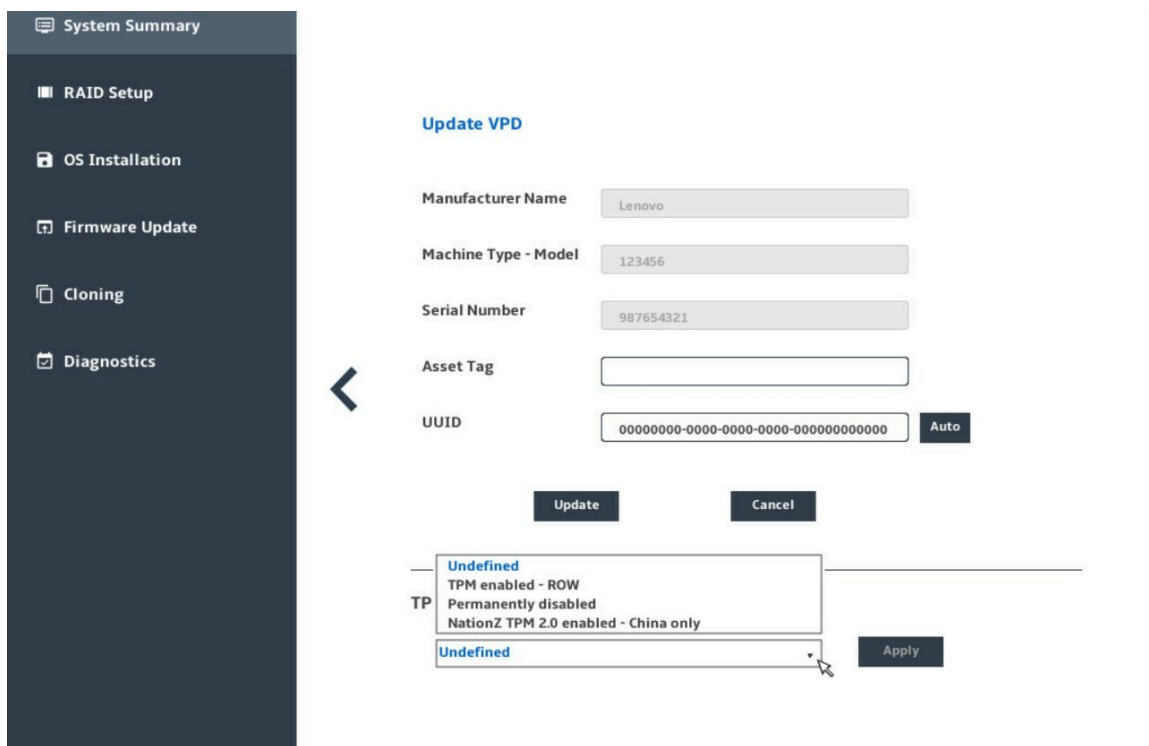 System Summary
RAID Setup
OS Installation
Firmware Update
Cloning
Diagnostics
Update VPD
Manufacturer Name
Lenovo
Machine Type - Model
123456
Serial Number
987654321
Asset Tag
UUID
00000000-0000-0000-0000-000000000000
Auto
Update
Cancel
Undefined
TPM enabled - ROW
TP
Permanently disabled
NationZ TPM 2.0 enabled - China only
Undefined
Apply